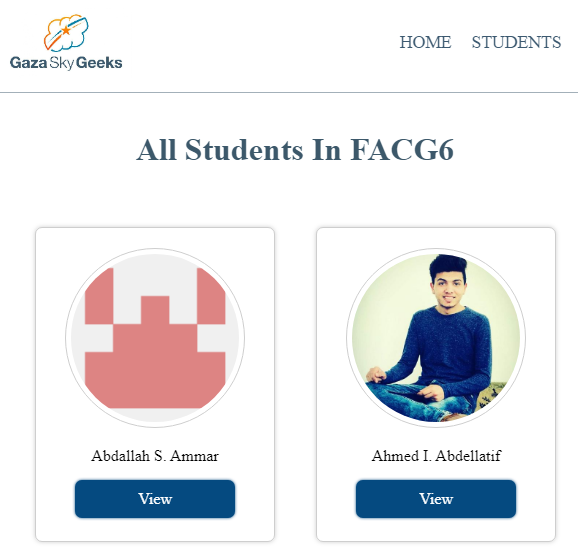 Gaza Sky Geeks
HOME STUDENTS
All Students In FACG6
Abdallah S. Ammar
Ahmed I. Abdellatif
View
View